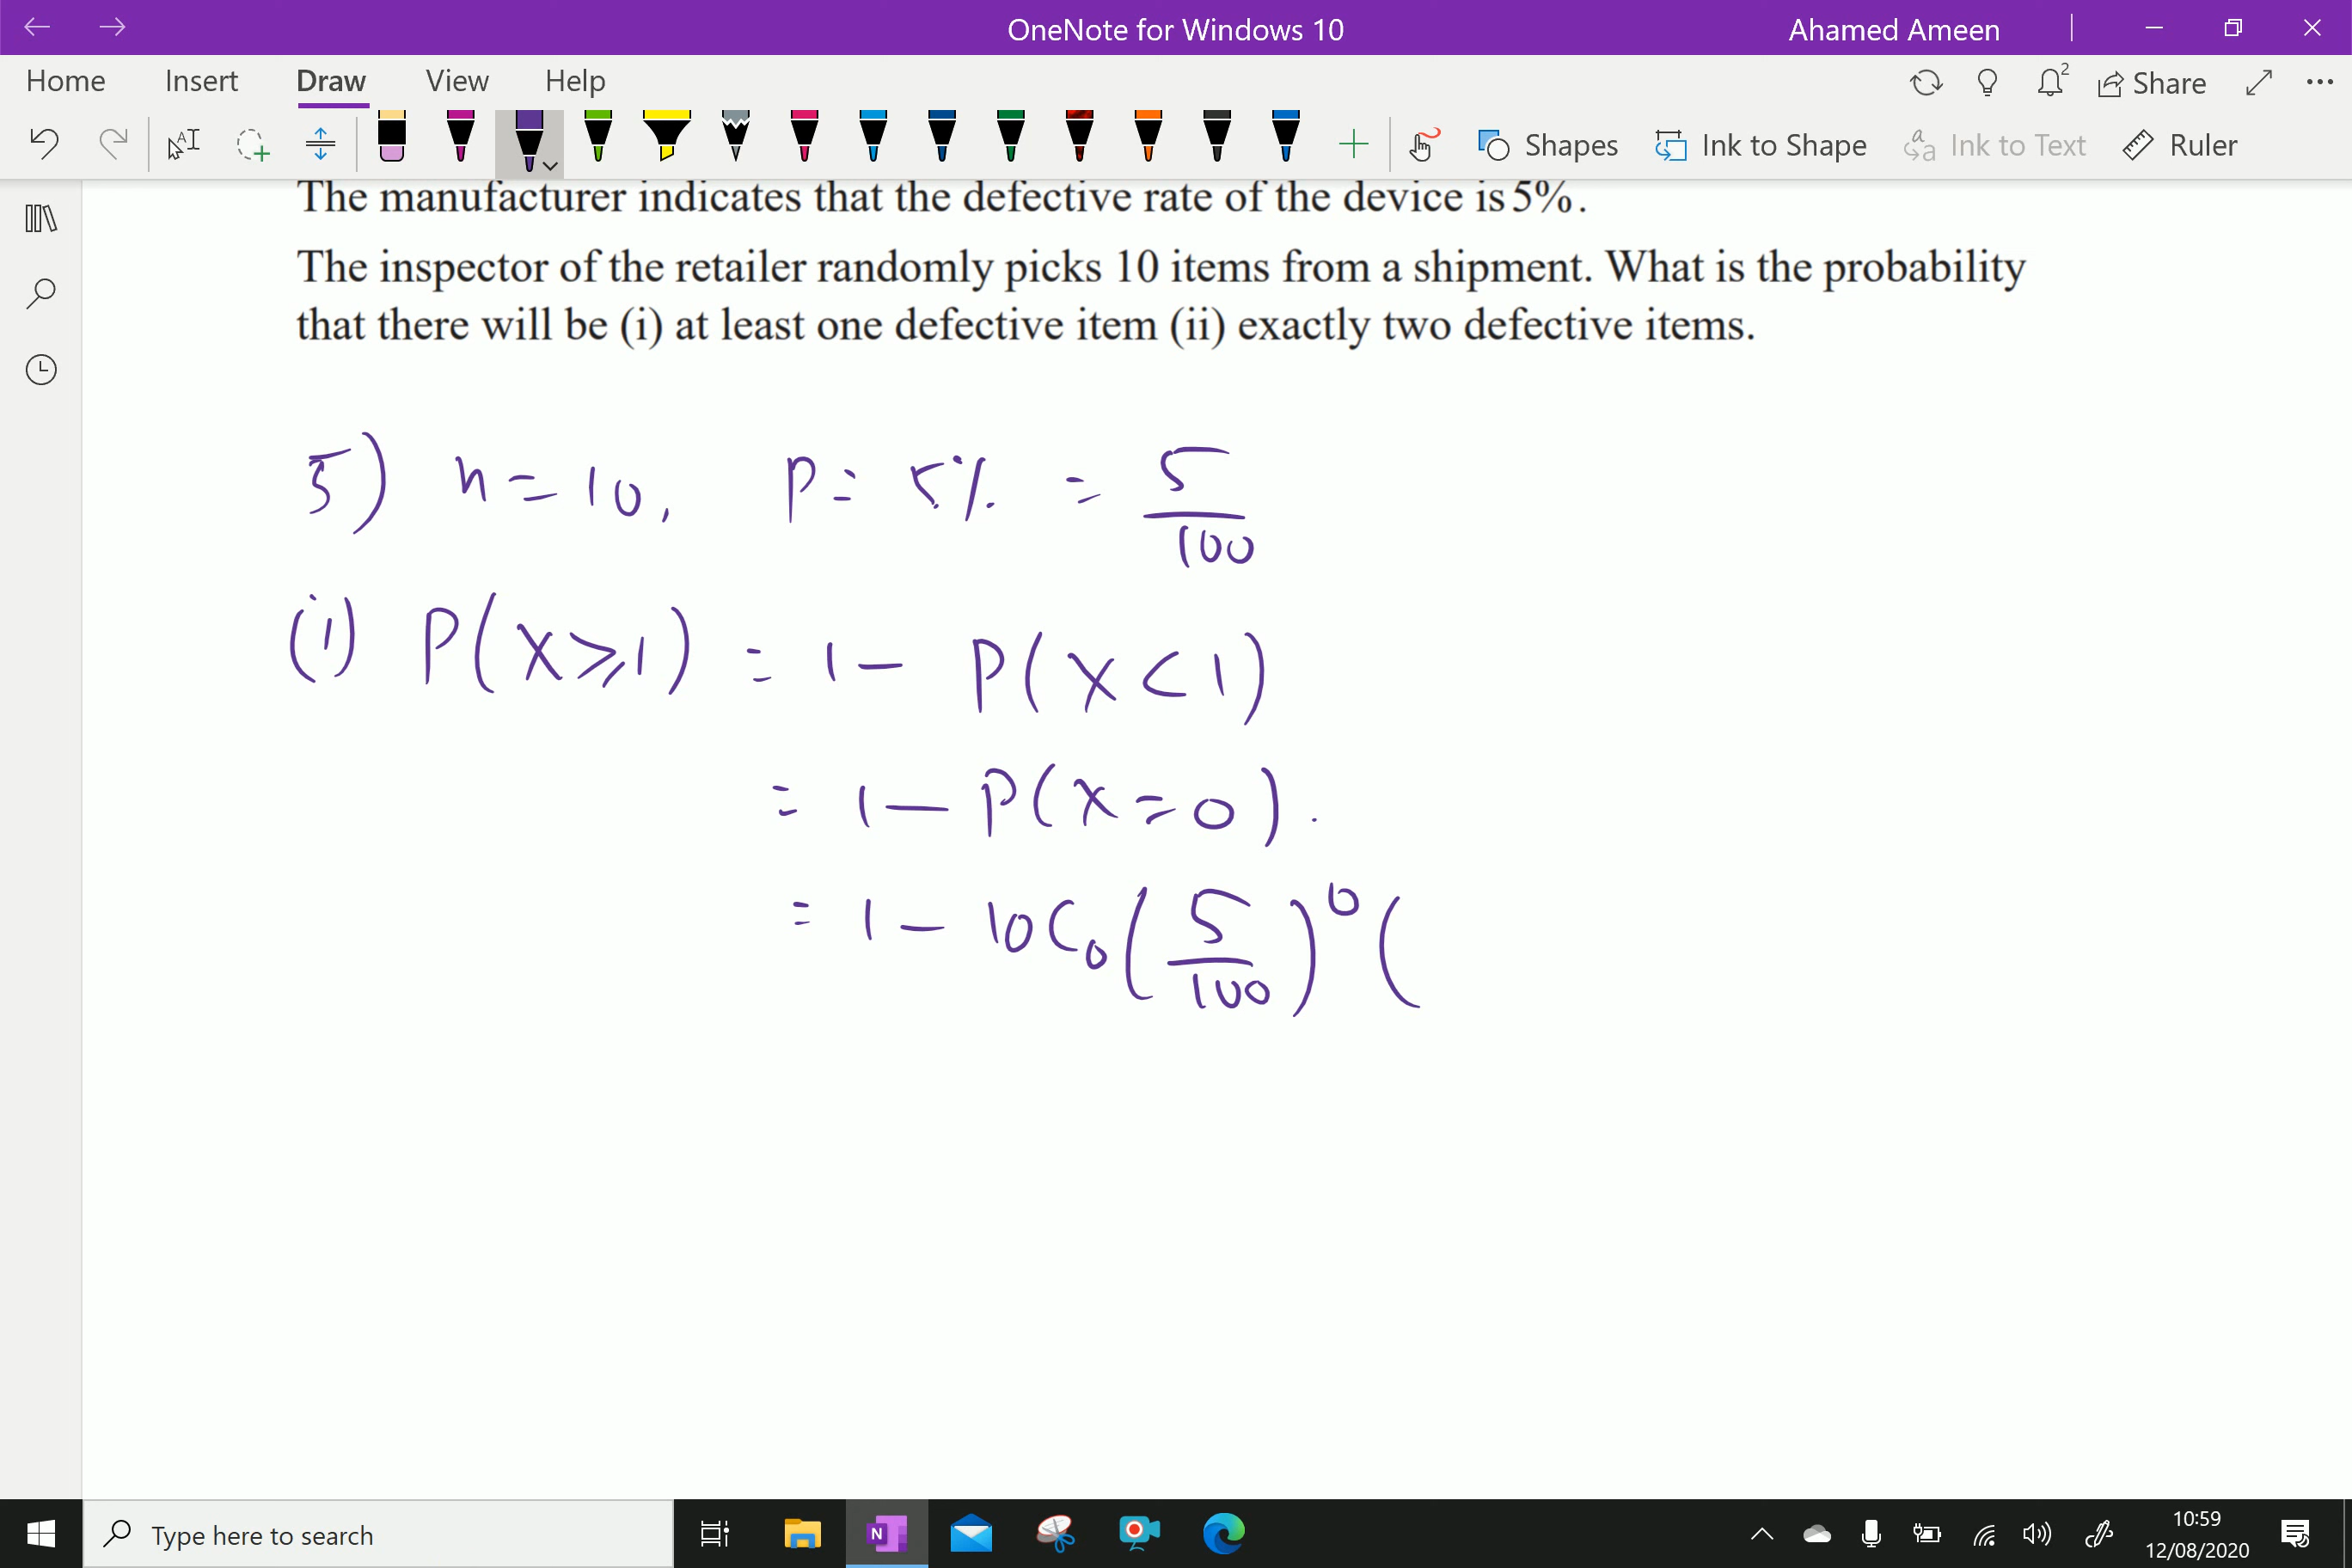 OneNote for Windows 10 Ahamed Ameen
Home Insert Draw View Help 2 Share
Shapes Ink to Shape Ink to Text Ruler
The manufacturer indicates that the defective rate of the device is 5%.
The inspector of the retailer randomly picks 10 items from a shipment. What is the probability
that there will be (i) at least one defective item (ii) exactly two defective items.
5) n = 10, P = 5% = 5/100
(i) P(X ≥ 1) = 1 - P(X < 1)
= 1 - P(X = 0).
= 1 - 10C₀ (5/100)⁰ (
Type here to search
10:59
12/08/2020